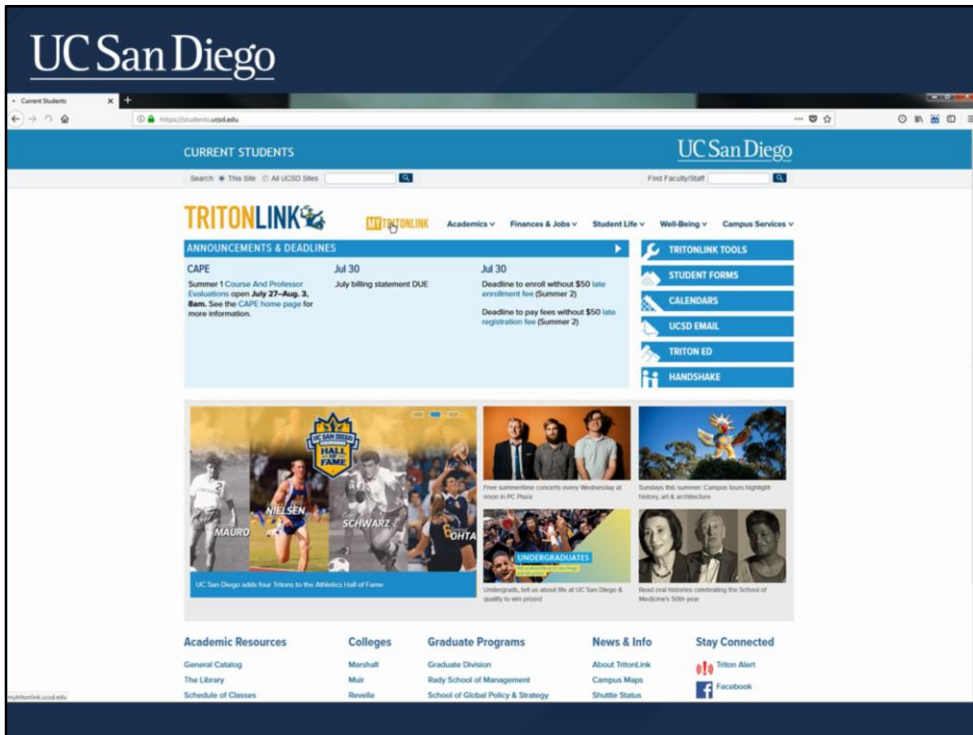 UC San Diego
Current Students
https://students.ucsd.edu
CURRENT STUDENTS
UC San Diego
Search This Site All UCSD Sites
Find Faculty/Staff
TRITONLINK
MYTRITONLINK
Academics
Finances & Jobs
Student Life
Well-Being
Campus Services
ANNOUNCEMENTS & DEADLINES
CAPE
Summer 1 Course And Professor
Evaluations open July 27–Aug. 3,
8am. See the CAPE home page for
more information.
Jul 30
July billing statement DUE
Jul 30
Deadline to enroll without $50 late
enrollment fee (Summer 2)
Deadline to pay fees without $50 late
registration fee (Summer 2)
TRITONLINK TOOLS
STUDENT FORMS
CALENDARS
UCSD EMAIL
TRITON ED
HANDSHAKE
UC SAN DIEGO
HALL
OF
FAME
MAURO
NIELSEN
SCHWARZ
OHTA
UC San Diego adds four Tritons to the Athletics Hall of Fame
Free summertime concerts every Wednesday at
noon in PC Plaza
Sundays this summer: Campus tours highlight
history, art & architecture
UNDERGRADUATES
Undergrads, tell us about life at UC San Diego &
qualify to win prizes!
Read oral histories celebrating the School of
Medicine's 50th year
Academic Resources
General Catalog
The Library
Schedule of Classes
Colleges
Marshall
Muir
Revelle
Graduate Programs
Graduate Division
Rady School of Management
School of Global Policy & Strategy
News & Info
About TritonLink
Campus Maps
Shuttle Status
Stay Connected
Triton Alert
Facebook
mytritonlink.ucsd.edu